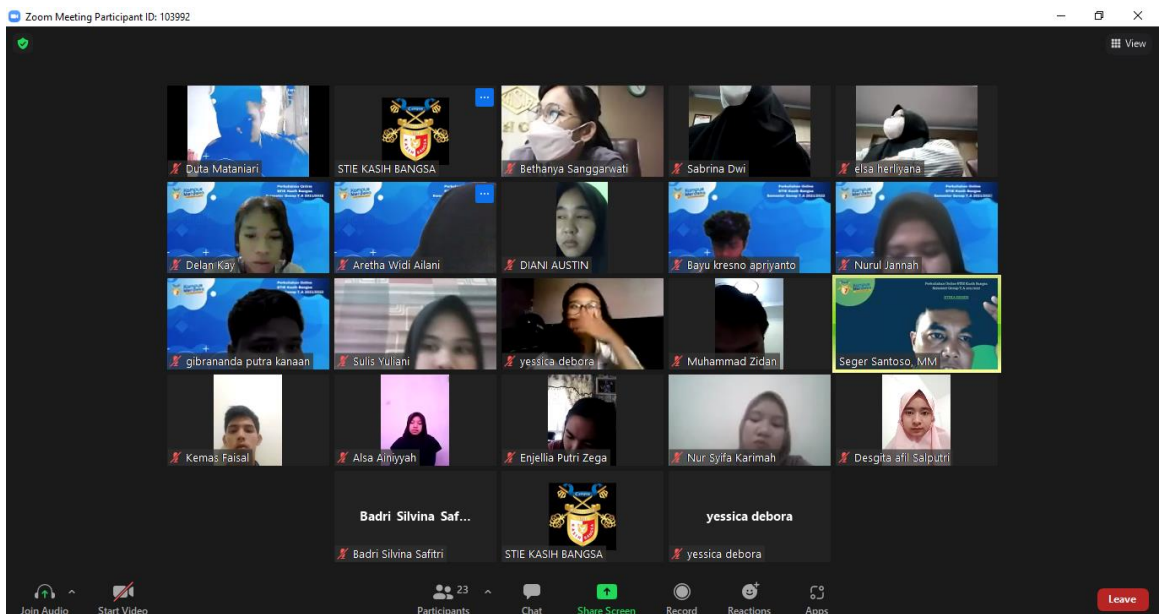 Zoom Meeting Participant ID: 103992
View
Duta Mataniari
STIE KASIH BANGSA
Bethanya Sanggarwati
Sabrina Dwi
elsa herliyana
Delan Kay
Aretha Widi Ailani
DIANI AUSTIN
Bayu kresno apriyanto
Nurul Jannah
gibrananda putra kanaan
Sulis Yuliani
yessica debora
Muhammad Zidan
Seger Santoso, MM
Kemas Faisal
Alsa Ainiyyah
Enjellia Putri Zega
Nur Syifa Karimah
Desgita afil Salputri
Badri Silvina Saf...
Badri Silvina Safitri
STIE KASIH BANGSA
yessica debora
yessica debora
Join Audio
Start Video
23
Participants
Chat
Share Screen
Record
Reactions
Apps
Leave